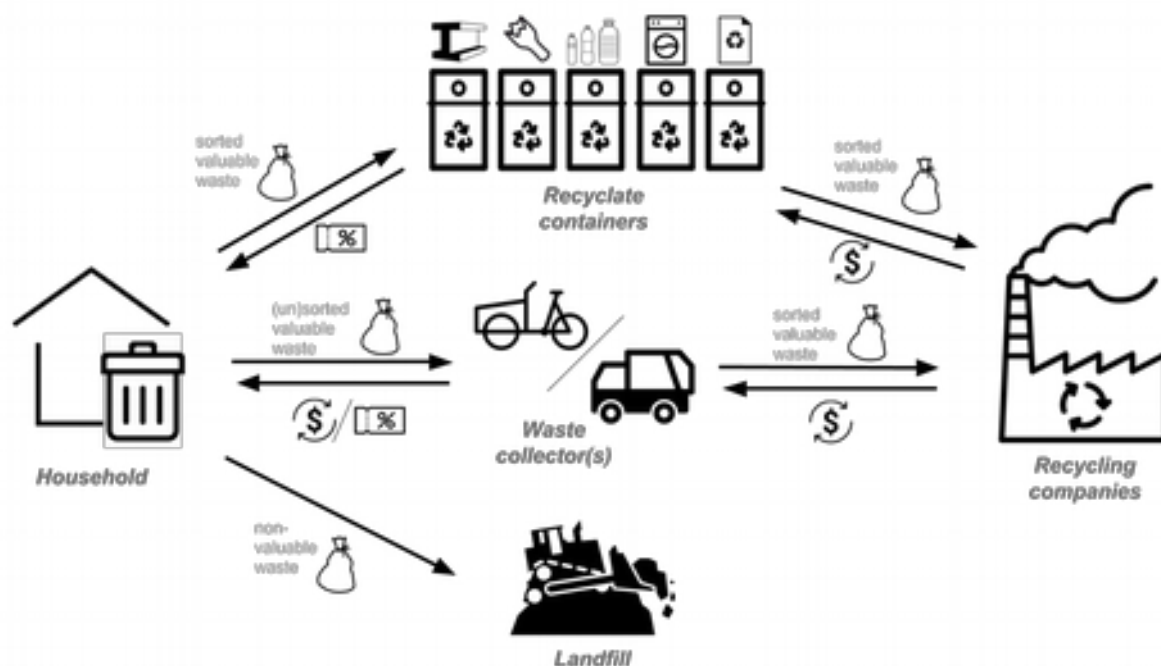 sorted
valuable
waste
%
Recyclate
containers
sorted
valuable
waste
$
(un)sorted
valuable
waste
$ / %
Household
Waste
collector(s)
sorted
valuable
waste
$
Recycling
companies
non-
valuable
waste
Landfill